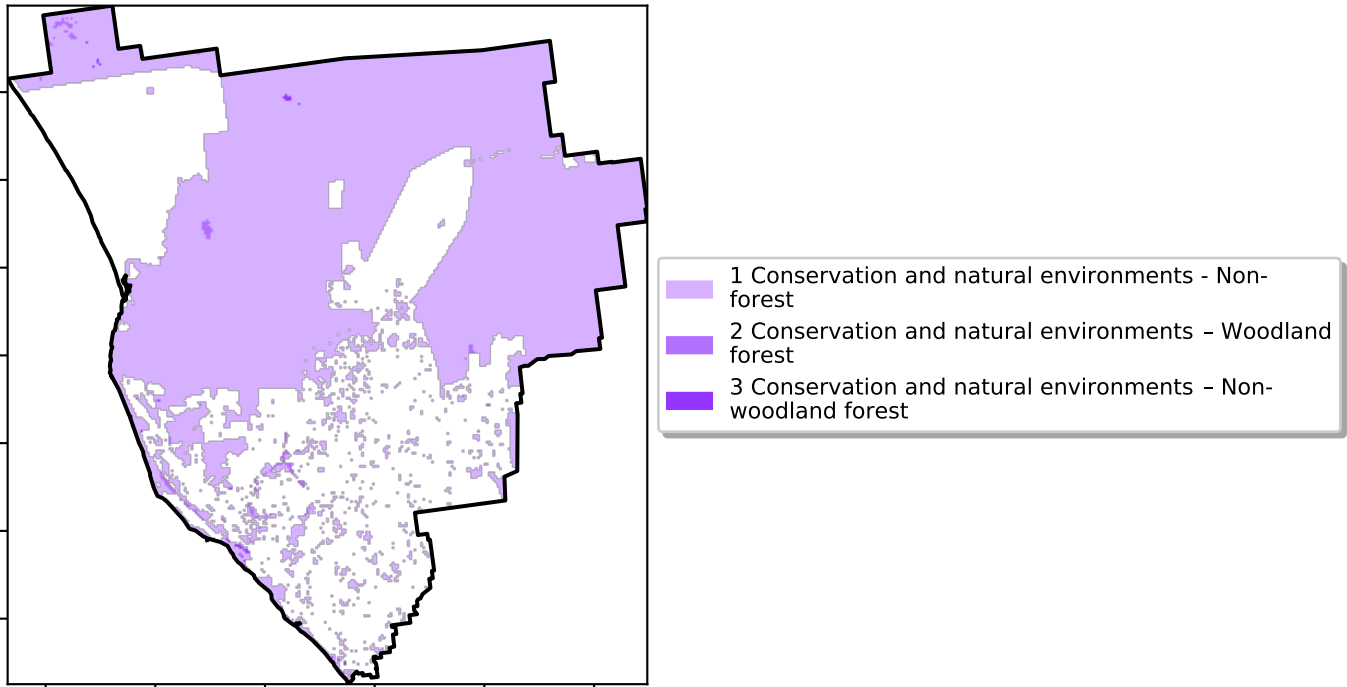 1 Conservation and natural environments - Non-
forest
2 Conservation and natural environments – Woodland
forest
3 Conservation and natural environments – Non-
woodland forest